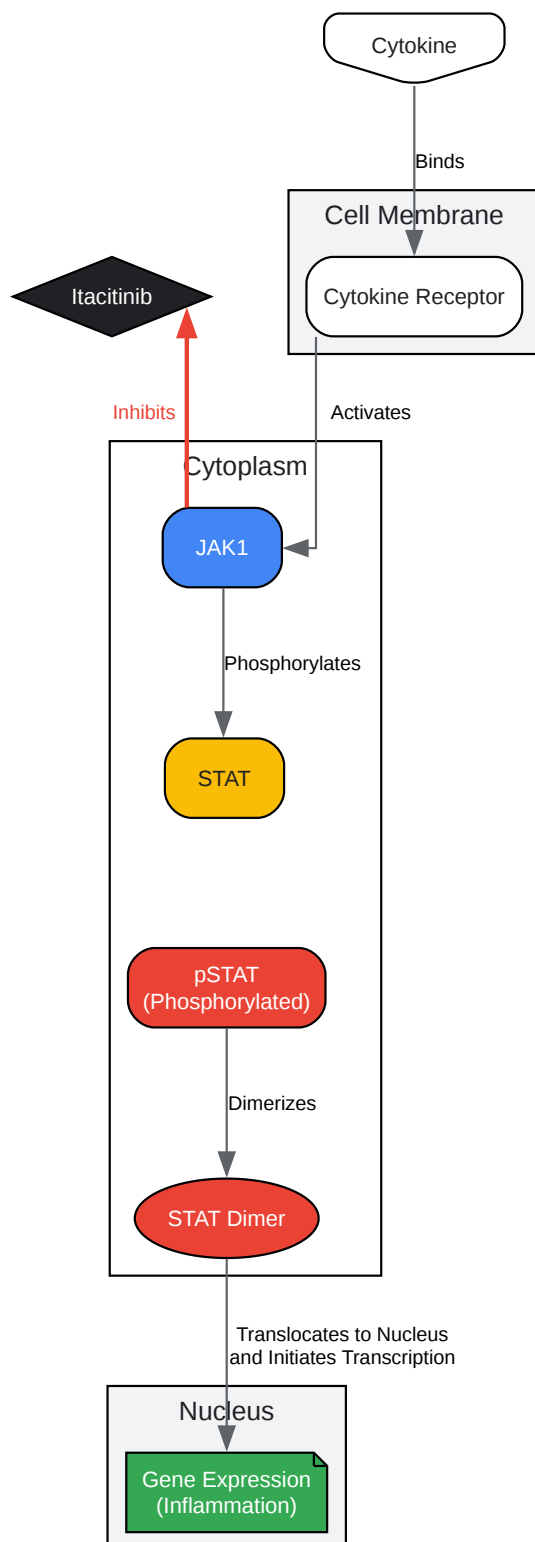 Cytokine
Binds
Cell Membrane
Cytokine Receptor
Itacitinib
Inhibits
Activates
Cytoplasm
JAK1
Phosphorylates
STAT
pSTAT
(Phosphorylated)
Dimerizes
STAT Dimer
Translocates to Nucleus
and Initiates Transcription
Nucleus
Gene Expression
(Inflammation)